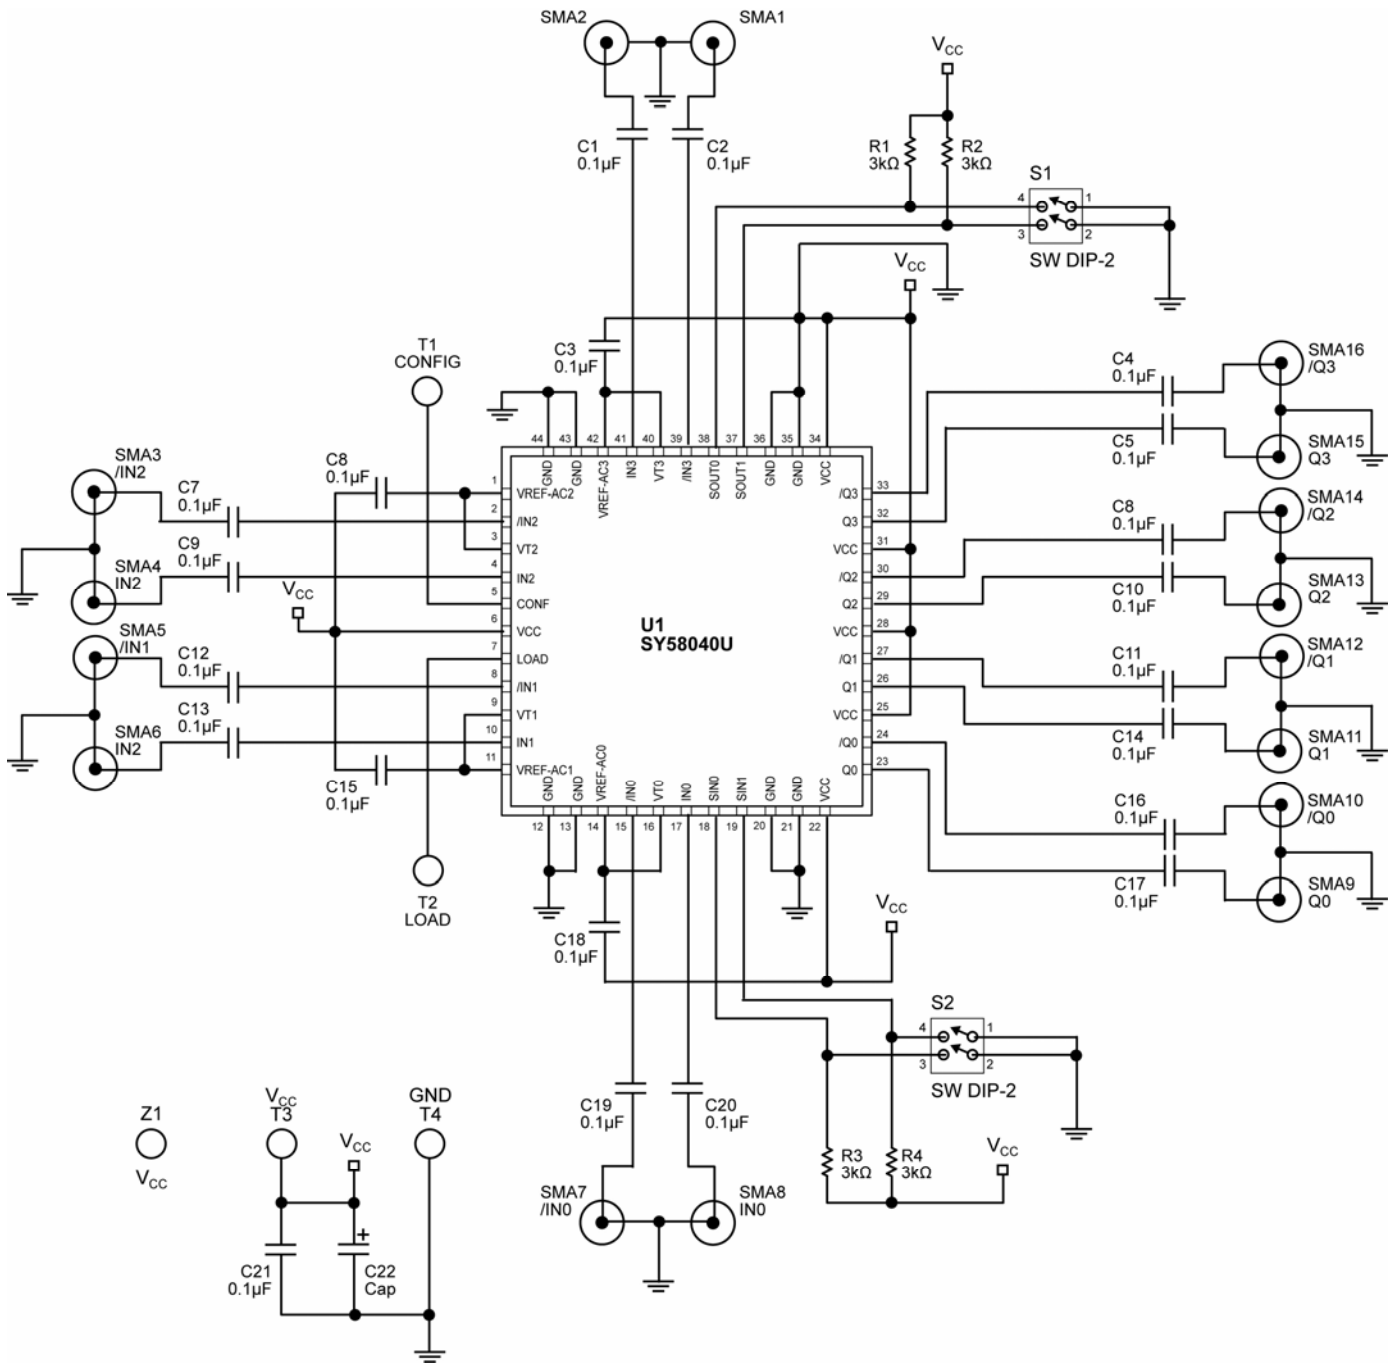 SMA2
SMA1
VCC
C1
0.1µF
C2
0.1µF
R1
3kΩ
R2
3kΩ
S1
4
1
3
2
SW DIP-2
VCC
T1
CONFIG
C3
0.1µF
C4
0.1µF
SMA16
/Q3
C5
0.1µF
SMA15
Q3
44
43
42
41
40
39
38
37
36
35
34
GND
GND
VREF-AC3
IN3
VT3
/IN3
SOUT0
SOUT1
GND
GND
VCC
SMA3
/IN2
C7
0.1µF
C8
0.1µF
C9
0.1µF
SMA4
IN2
VCC
SMA5
/IN1
C12
0.1µF
C13
0.1µF
SMA6
IN2
C15
0.1µF
1
VREF-AC2
2
/IN2
3
VT2
4
IN2
5
CONF
6
VCC
7
LOAD
8
/IN1
9
VT1
10
IN1
11
VREF-AC1
U1
SY58040U
/Q3
33
Q3
32
VCC
31
/Q2
30
Q2
29
VCC
28
/Q1
27
Q1
26
VCC
25
/Q0
24
Q0
23
C8
0.1µF
SMA14
/Q2
C10
0.1µF
SMA13
Q2
C11
0.1µF
SMA12
/Q1
C14
0.1µF
SMA11
Q1
C16
0.1µF
SMA10
/Q0
C17
0.1µF
SMA9
Q0
GND
GND
VREF-AC0
/IN0
VT0
IN0
SIN0
SIN1
GND
GND
VCC
12
13
14
15
16
17
18
19
20
21
22
T2
LOAD
C18
0.1µF
VCC
S2
4
1
3
2
SW DIP-2
C19
0.1µF
C20
0.1µF
R3
3kΩ
R4
3kΩ
VCC
SMA7
/IN0
SMA8
IN0
Z1
VCC
VCC
T3
VCC
GND
T4
+
C21
0.1µF
C22
Cap